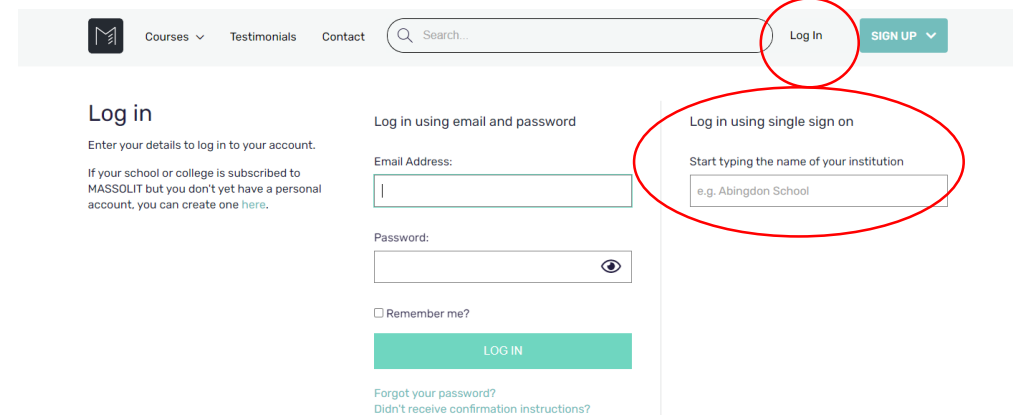 M
Courses
Testimonials
Contact
Search...
Log In
SIGN UP
Log in
Enter your details to log in to your account.
If your school or college is subscribed to
MASSOLIT but you don't yet have a personal
account, you can create one here.
Log in using email and password
Email Address:
Password:
Remember me?
LOG IN
Forgot your password?
Didn't receive confirmation instructions?
Log in using single sign on
Start typing the name of your institution
e.g. Abingdon School